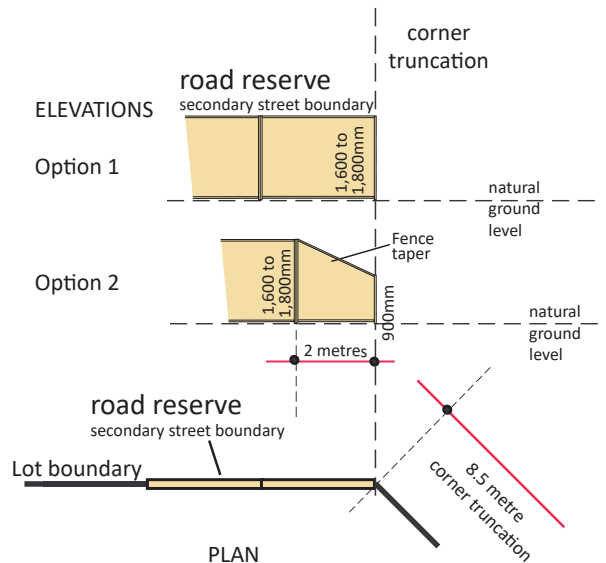 corner
truncation
road reserve
secondary street boundary
ELEVATIONS
Option 1
1,600 to
1,800mm
natural
ground
level
Fence
taper
Option 2
1,600 to
1,800mm
900mm
natural
ground
level
2 metres
road reserve
secondary street boundary
Lot boundary
8.5 metre
corner truncation
PLAN